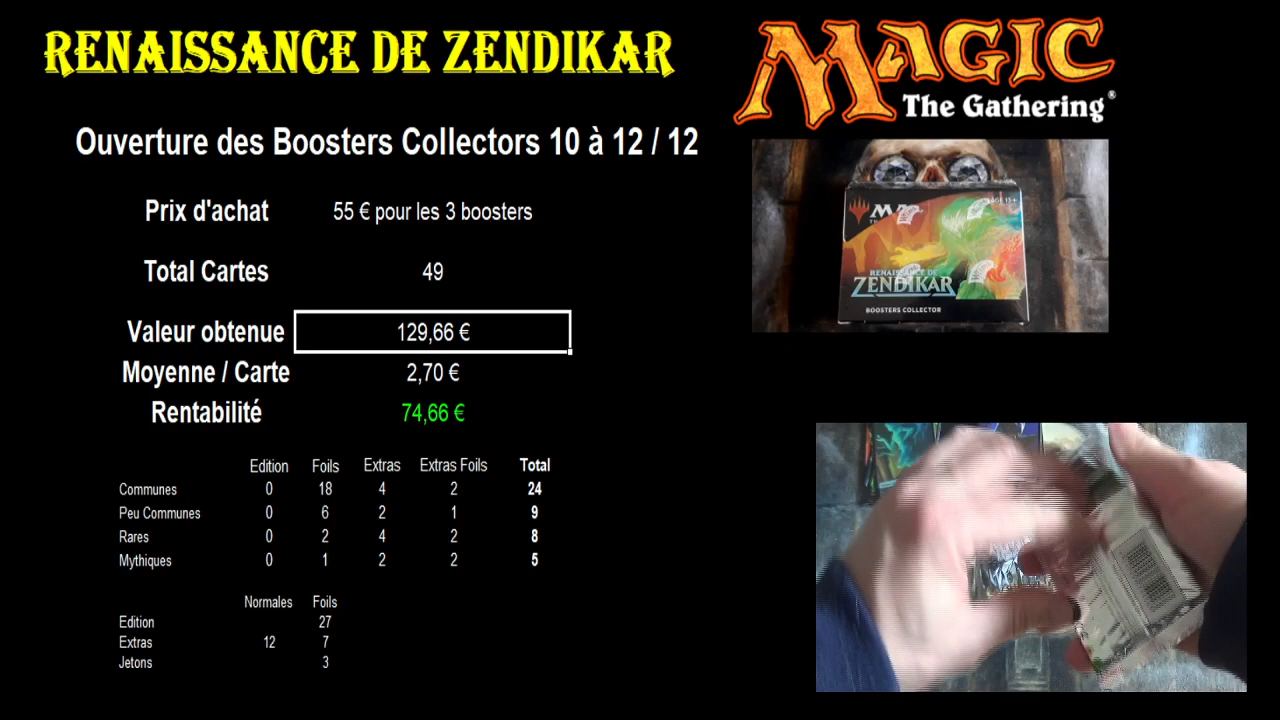 RENAISSANCE DE ZENDIKAR
MAGIC
The Gathering®
Ouverture des Boosters Collectors 10 à 12 / 12
Prix d'achat 55 € pour les 3 boosters
Total Cartes 49
Valeur obtenue 129,66 €
Moyenne / Carte 2,70 €
Rentabilité 74,66 €
RENAISSANCE DE
ZENDIKAR
BOOSTERS COLLECTOR
Edition Foils Extras Extras Foils Total
Communes 0 18 4 2 24
Peu Communes 0 6 2 1 9
Rares 0 2 4 2 8
Mythiques 0 1 2 2 5
Normales Foils
Edition 27
Extras 12 7
Jetons 3